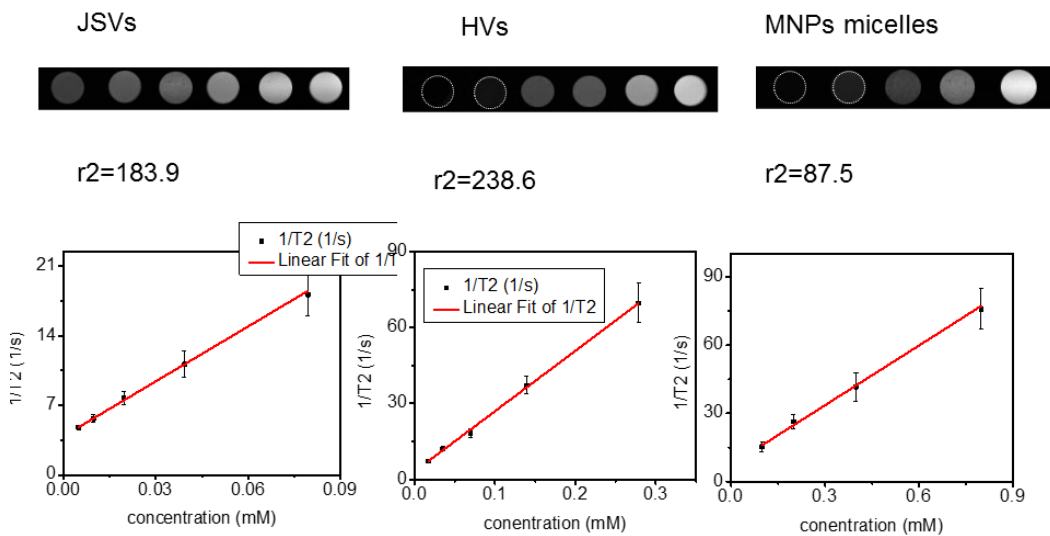 JSVs
HVs
MNPs micelles
r2=183.9
r2=238.6
r2=87.5
1/T2 (1/s)
Linear Fit of 1/T
21
14
7
0
1/T2 (1/s)
0.00
0.03
0.06
0.09
concentration (mM)
1/T2 (1/s)
Linear Fit of 1/T2
90
60
30
0
1/T2 (1/s)
0.0
0.1
0.2
0.3
conentration (mM)
90
60
30
0
1/T2 (1/s)
0.0
0.3
0.6
0.9
conentration (mM)